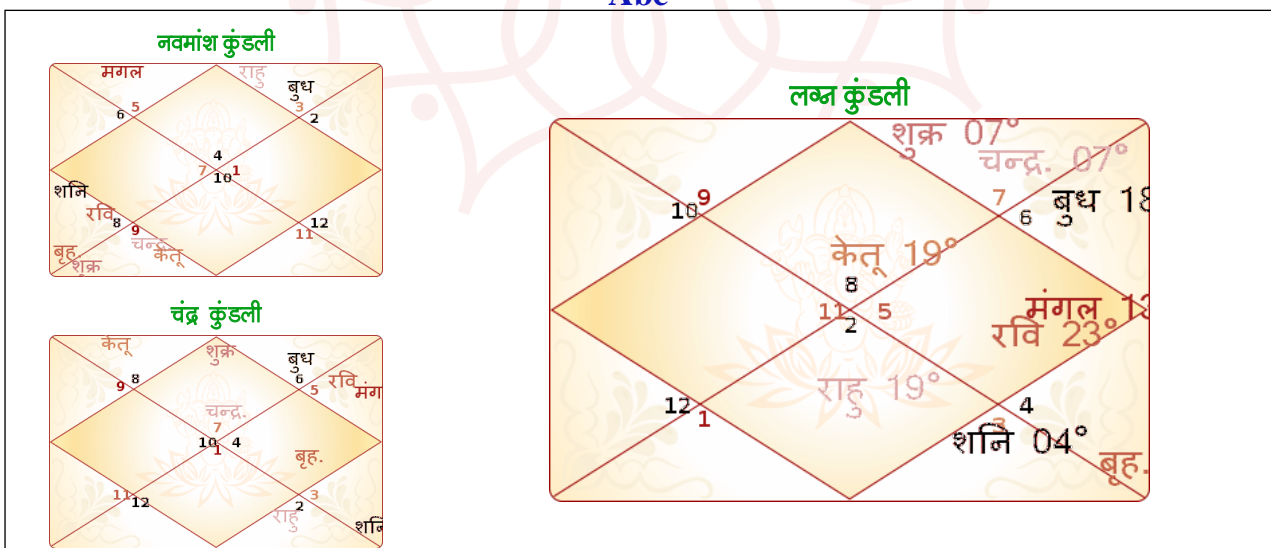 Abc
नवमांश कुंडली
मगल
राहु
बुध
5
3
6
2
4
7
1
10
शनि
रवि
8
9
12
11
चन्द्र
केतू
बृह.
शुक्र
चंद्र कुंडली
केतू
शुक्र
बुध
रवि
मंग
9
8
6
5
चन्द्र.
7
10
4
1
बृह.
11
12
3
2
राहु
शनि
लग्न कुंडली
शुक्र 07°
चन्द्र. 07°
बुध 18
9
10
7
6
केतू 19°
8
11
5
2
मंगल 13
रवि 23°
राहु 19°
12
1
4
3
शनि 04°
बृह.